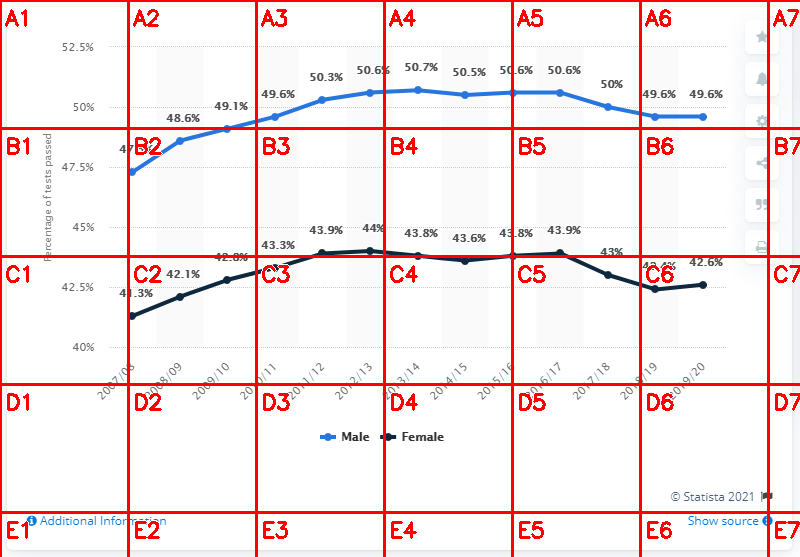 A1 A2 A3 A4 A5 A6 A7
52.5%
50.3% 50.6% 50.7% 50.5% 50.6% 50.6% 50% 49.6% 49.6%
50% 48.6% 49.1% 49.6%
B1 B2 B3 B4 B5 B6 B7
Percentage of tests passed
47.5%
45%
43.3% 43.9% 44% 43.8% 43.6% 43.8% 43.9% 43% 42.6%
C1 C2 C3 C4 C5 C6 C7
42.5% 41.3% 42.1% 42.8%
40%
2007/08 2008/09 2009/10 2010/11 2011/12 2012/13 2013/14 2014/15 2015/16 2016/17 2017/18 2018/19 2019/20
D1 D2 D3 D4 D5 D6 D7
Male Female
© Statista 2021
Additional Information Show source
E1 E2 E3 E4 E5 E6 E7